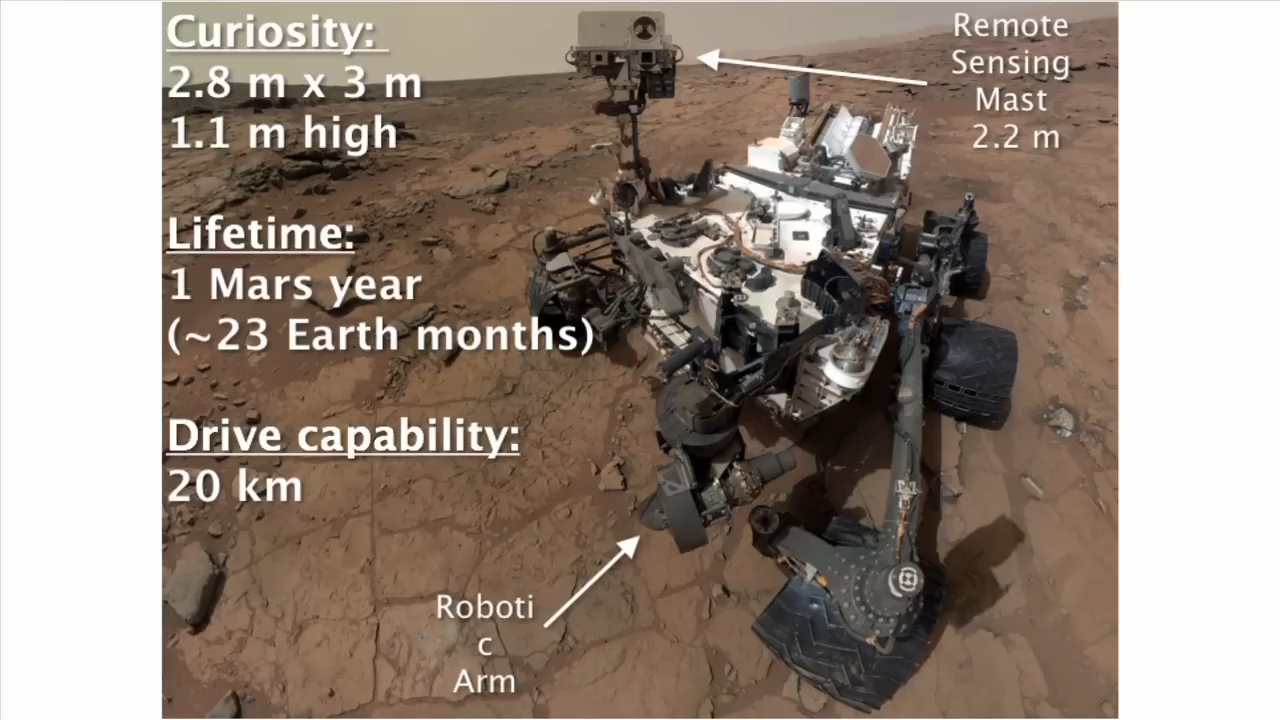 Curiosity:
2.8 m x 3 m
1.1 m high
Lifetime:
1 Mars year
(~23 Earth months)
Drive capability:
20 km
Remote
Sensing
Mast
2.2 m
Roboti
c
Arm